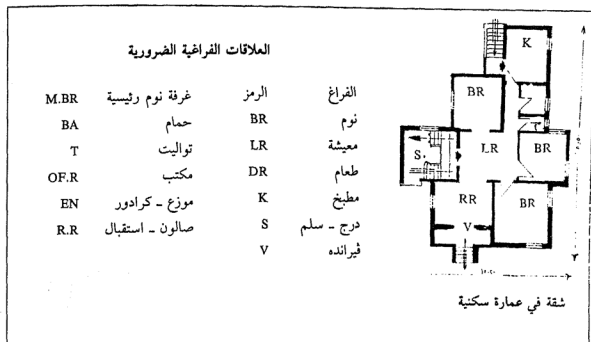 العلاقات الفراغية الضرورية
الفراغ الرمز غرفة نوم رئيسية M.BR
نوم BR حمام BA
معيشة LR تواليت T
طعام DR مكتب OF.R
مطبخ K موزع - كرادور EN
درج - سلم S صالون - استقبال R.R
ڤيرانده V
K
BR
S.
LR
BR
RR
BR
V
شقة في عمارة سكنية